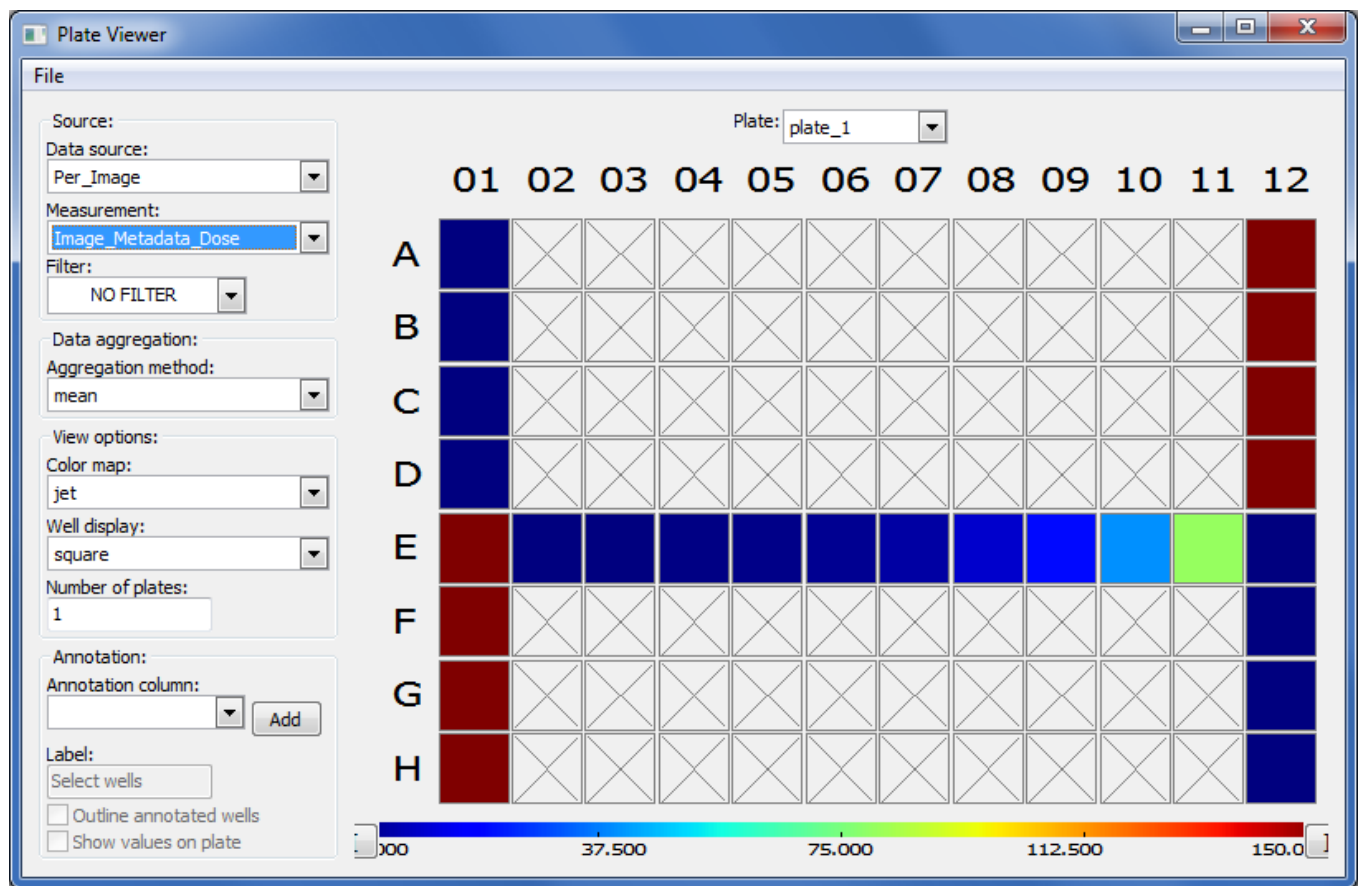 Plate Viewer
File
Source:
Data source:
Per_Image
Measurement:
Image_Metadata_Dose
Filter:
NO FILTER
Data aggregation:
Aggregation method:
mean
View options:
Color map:
jet
Well display:
square
Number of plates:
1
Annotation:
Annotation column:
Add
Label:
Select wells
Outline annotated wells
Show values on plate
Plate: plate_1
01 02 03 04 05 06 07 08 09 10 11 12
A
B
C
D
E
F
G
H
000 37.500 75.000 112.500 150.0